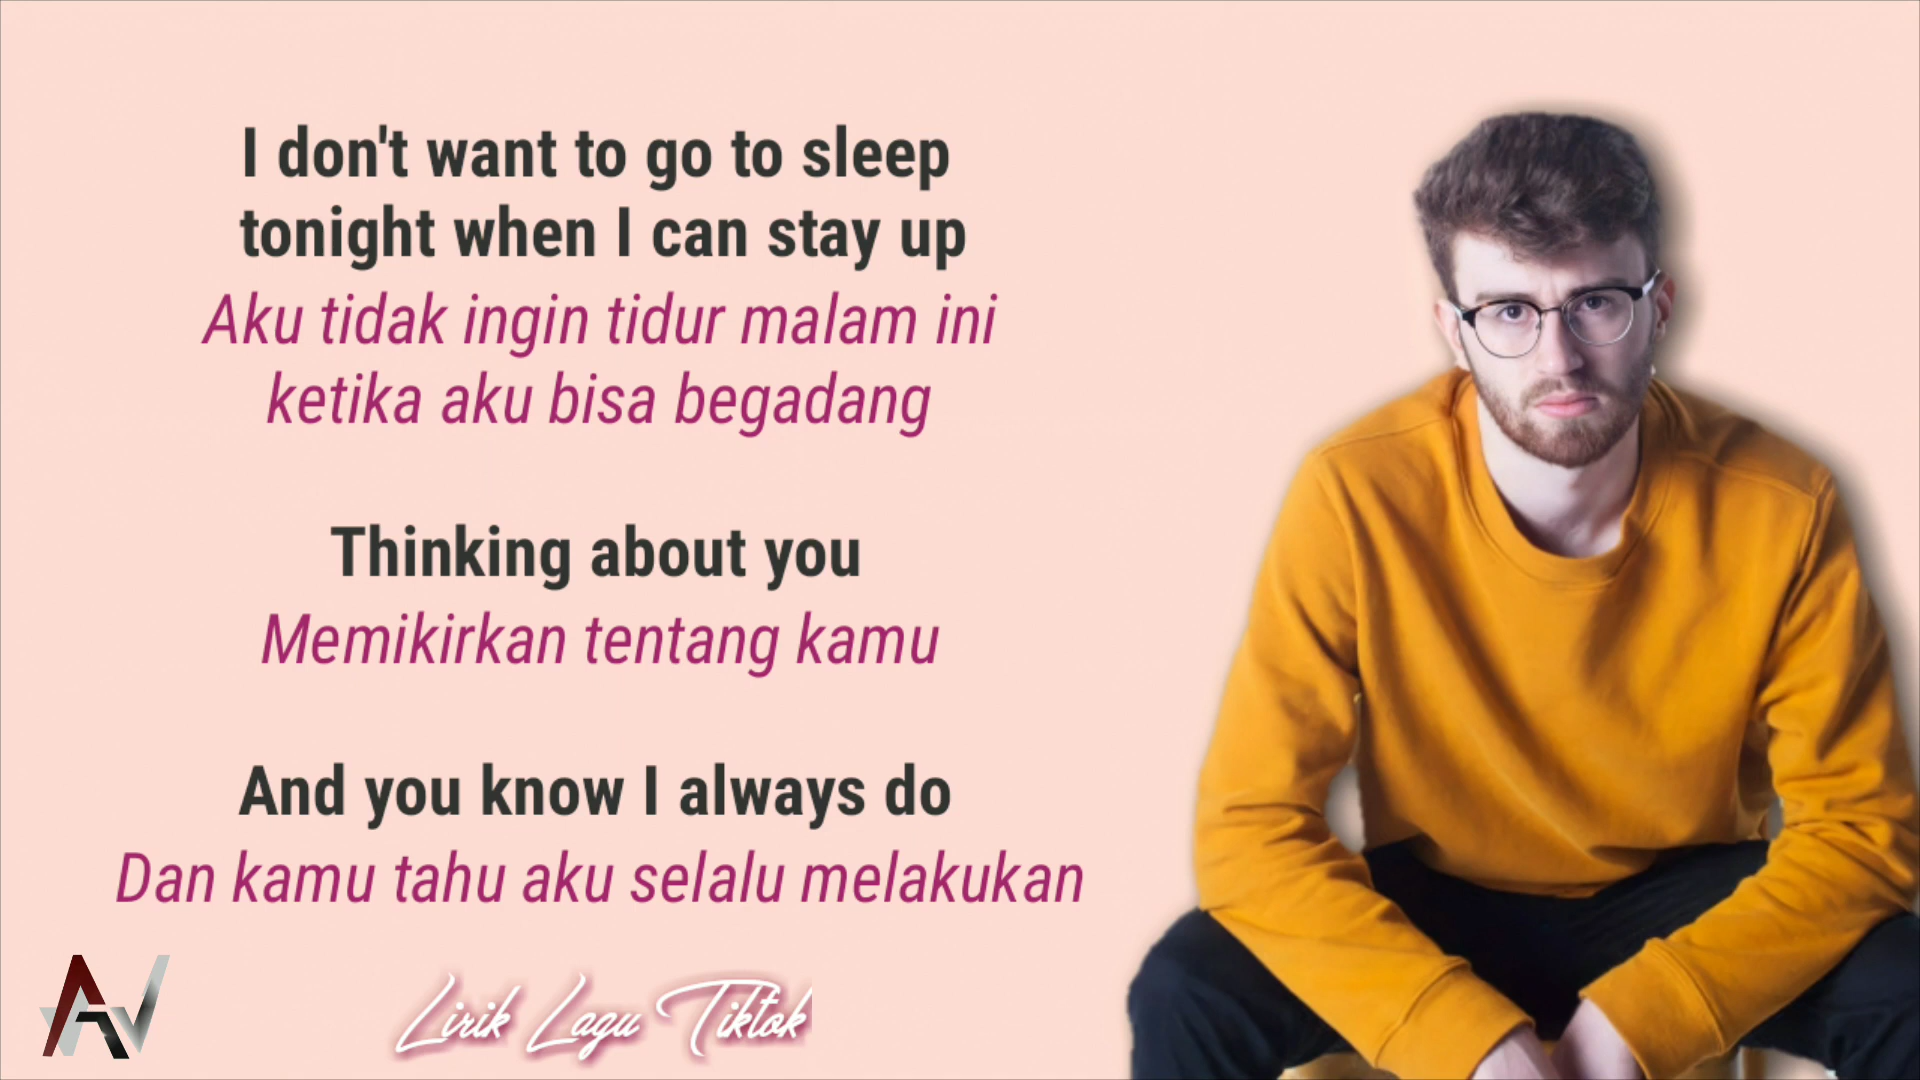 I don't want to go to sleep
tonight when I can stay up
Aku tidak ingin tidur malam ini
ketika aku bisa begadang
Thinking about you
Memikirkan tentang kamu
And you know I always do
Dan kamu tahu aku selalu melakukan
Lirik Lagu Tiktok